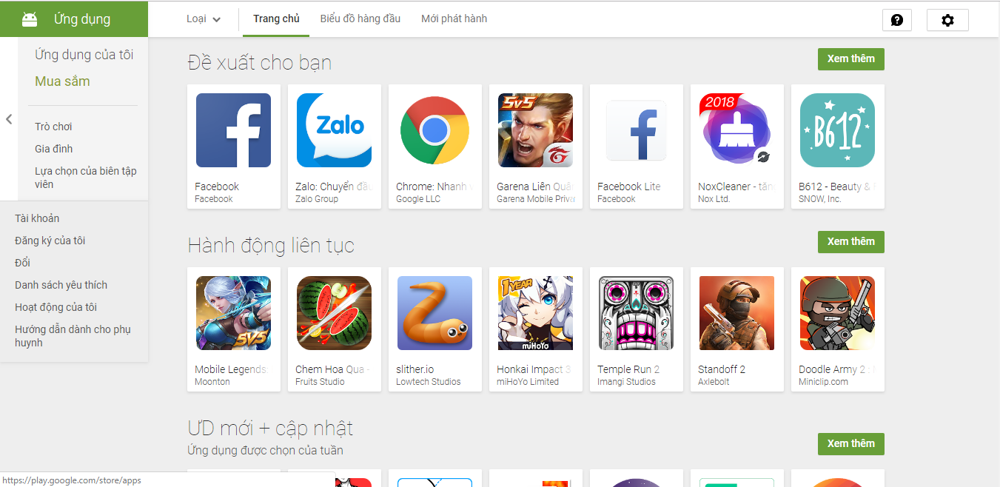 Ứng dụng
Loại
Trang chủ
Biểu đồ hàng đầu
Mới phát hành
Ứng dụng của tôi
Mua sắm
Trò chơi
Gia đình
Lựa chọn của biên tập
viên
Tài khoản
Đăng ký của tôi
Đổi
Danh sách yêu thích
Hoạt động của tôi
Hướng dẫn dành cho phụ
huynh
Đề xuất cho bạn
Xem thêm
Zalo
5v5
2018
B612
Facebook
Facebook
Zalo: Chuyển đầu
Zalo Group
Chrome: Nhanh
Google LLC
Garena Liên Quân
Garena Mobile Priva
Facebook Lite
Facebook
NoxCleaner - tăng
Nox Ltd.
B612 - Beauty &
SNOW, Inc.
Hành động liên tục
Xem thêm
5V5
1 YEAR
miHoYo
Mobile Legends:
Moonton
Chem Hoa Qua -
Fruits Studio
slither.io
Lowtech Studios
Honkai Impact 3
miHoYo Limited
Temple Run 2
Imangi Studios
Standoff 2
Axlebolt
Doodle Army 2 :
Miniclip.com
ƯD mới + cập nhật
Ứng dụng được chọn của tuần
Xem thêm
https://play.google.com/store/apps